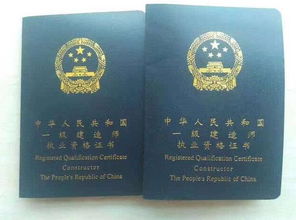 中华人民共和国
一级建造师
执业资格证书
Registered Qualification Certificate
Constructor
The People's Republic of China
中华人民共和国
一级建造师
执业资格证书
Registered Qualification Certificate
Constructor
The People's Republic of China